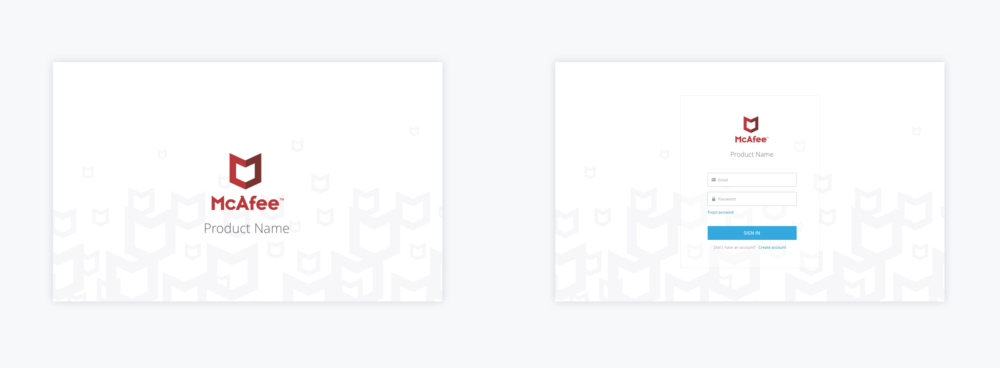 McAfee™
Product Name
McAfee™
Product Name
Email
Password
Forgot password
SIGN IN
Don't have an account? Create account